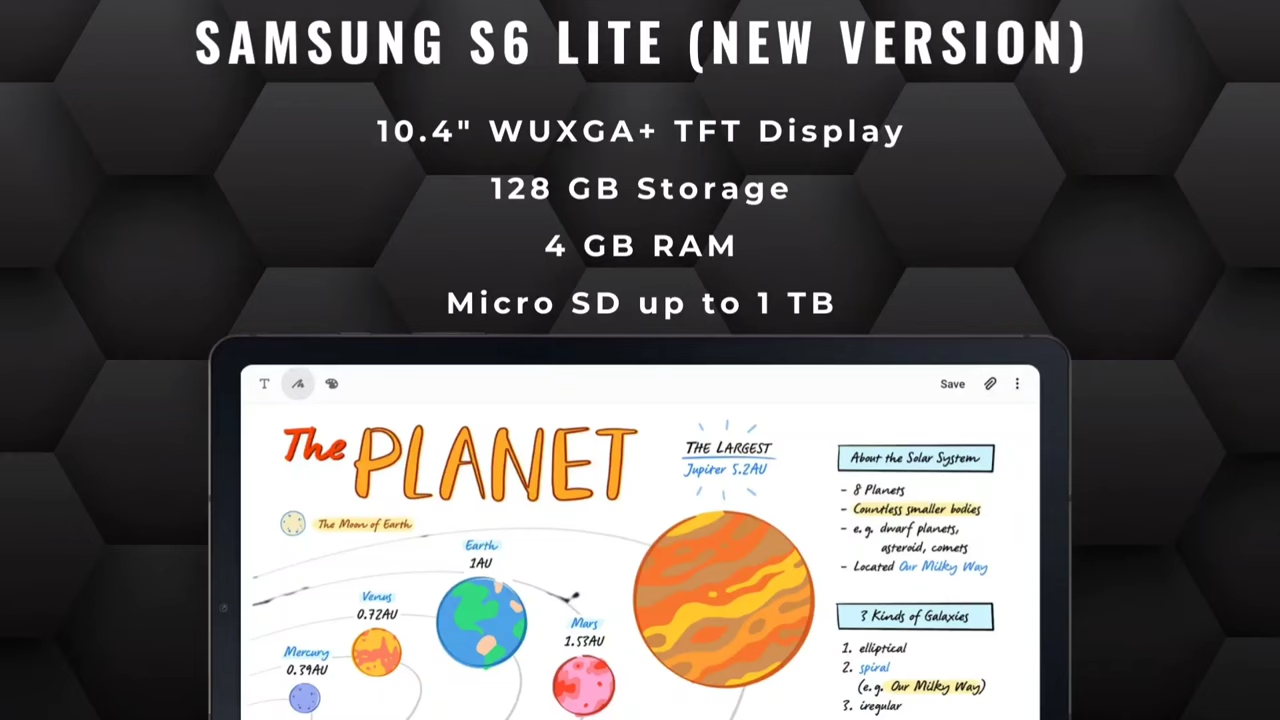 SAMSUNG S6 LITE (NEW VERSION)
10.4" WUXGA+ TFT Display
128 GB Storage
4 GB RAM
Micro SD up to 1 TB
T
Save
The PLANET
THE LARGEST
Jupiter 5.2AU
The Moon of Earth
Earth
1AU
Venus
0.72AU
Mars
1.53AU
Mercury
0.39AU
About the Solar System
- 8 Planets
- Countless smaller bodies
- e.g. dwarf planets,
asteroid, comets
- Located Our Milky Way
3 Kinds of Galaxies
1. elliptical
2. spiral
(e.g. Our Milky Way)
3. iregular